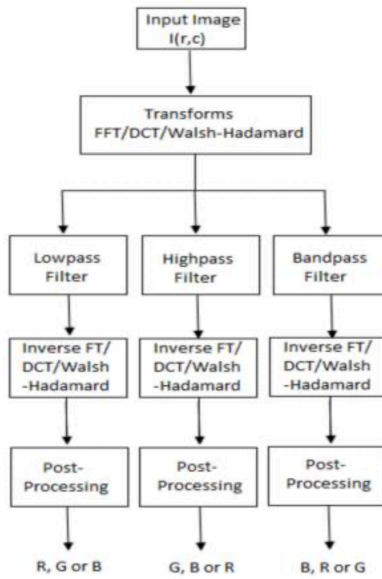 Input Image
I(r,c)
Transforms
FFT/DCT/Walsh-Hadamard
Lowpass
Filter
Highpass
Filter
Bandpass
Filter
Inverse FT/
DCT/Walsh
-Hadamard
Inverse FT/
DCT/Walsh
-Hadamard
Inverse FT/
DCT/Walsh
-Hadamard
Post-
Processing
Post-
Processing
Post-
Processing
R, G or B
G, B or R
B, R or G